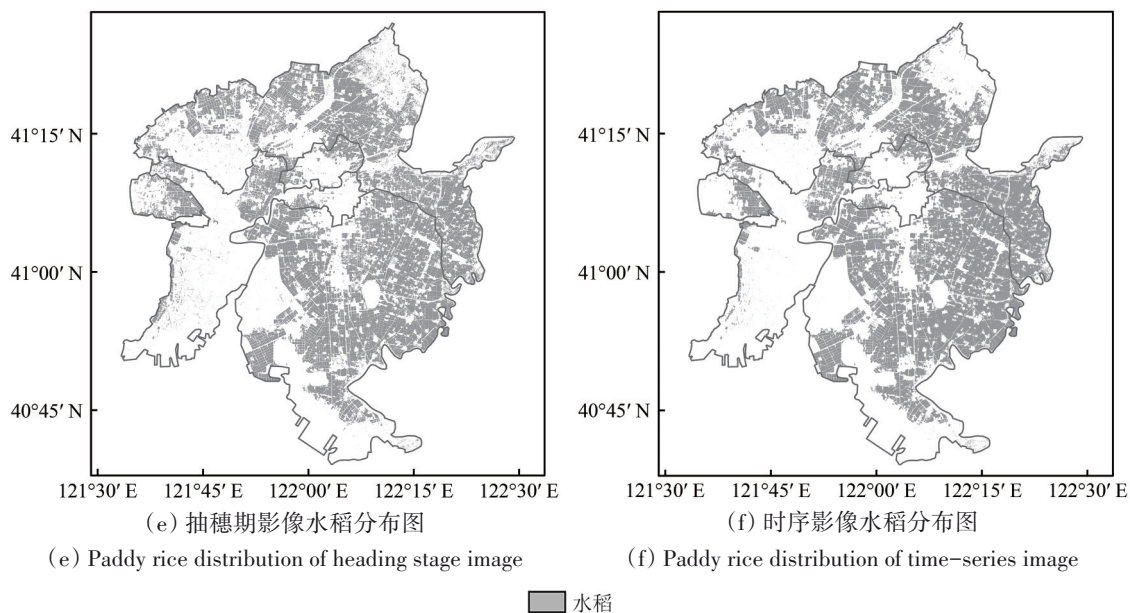 41°15′ N
41°00′ N
40°45′ N
121°30′ E 121°45′ E 122°00′ E 122°15′ E 122°30′ E
(e) 抽穗期影像水稻分布图
(e) Paddy rice distribution of heading stage image
41°15′ N
41°00′ N
40°45′ N
121°30′ E 121°45′ E 122°00′ E 122°15′ E 122°30′ E
(f) 时序影像水稻分布图
(f) Paddy rice distribution of time-series image
水稻